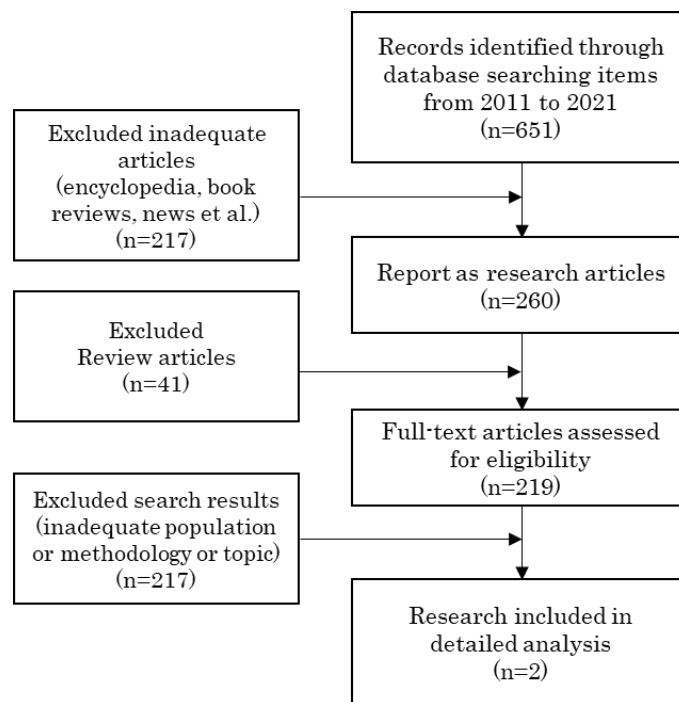 Records identified through
database searching items
from 2011 to 2021
(n=651)
Excluded inadequate
articles
(encyclopedia, book
reviews, news et al.)
(n=217)
Report as research articles
(n=260)
Excluded
Review articles
(n=41)
Full-text articles assessed
for eligibility
(n=219)
Excluded search results
(inadequate population
or methodology or topic)
(n=217)
Research included in
detailed analysis
(n=2)